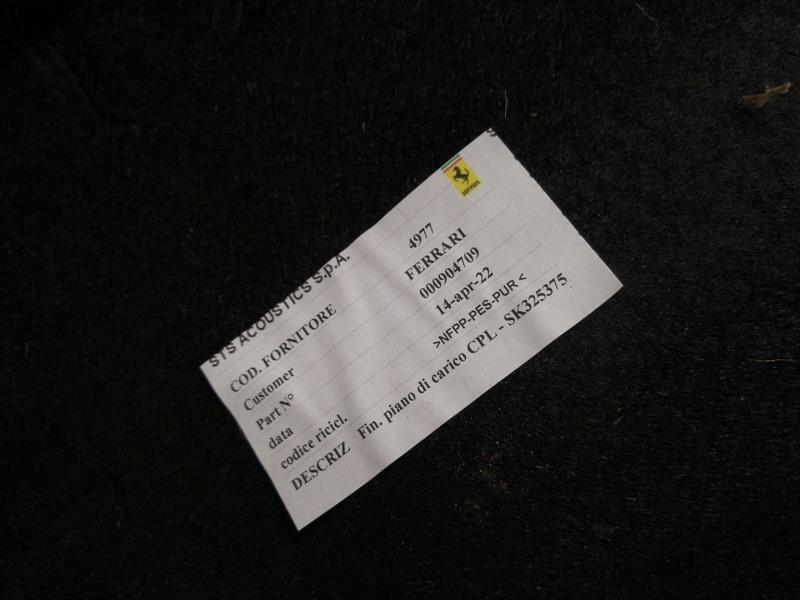 STS ACOUSTICS S.p.A.
Ferrari
COD. FORNITORE 4977
Customer FERRARI
Part N° 000904709
data 14-apr-22
codice ricicl. >NFPP-PES-PUR <
DESCRIZ Fin. piano di carico CPL - SK325375